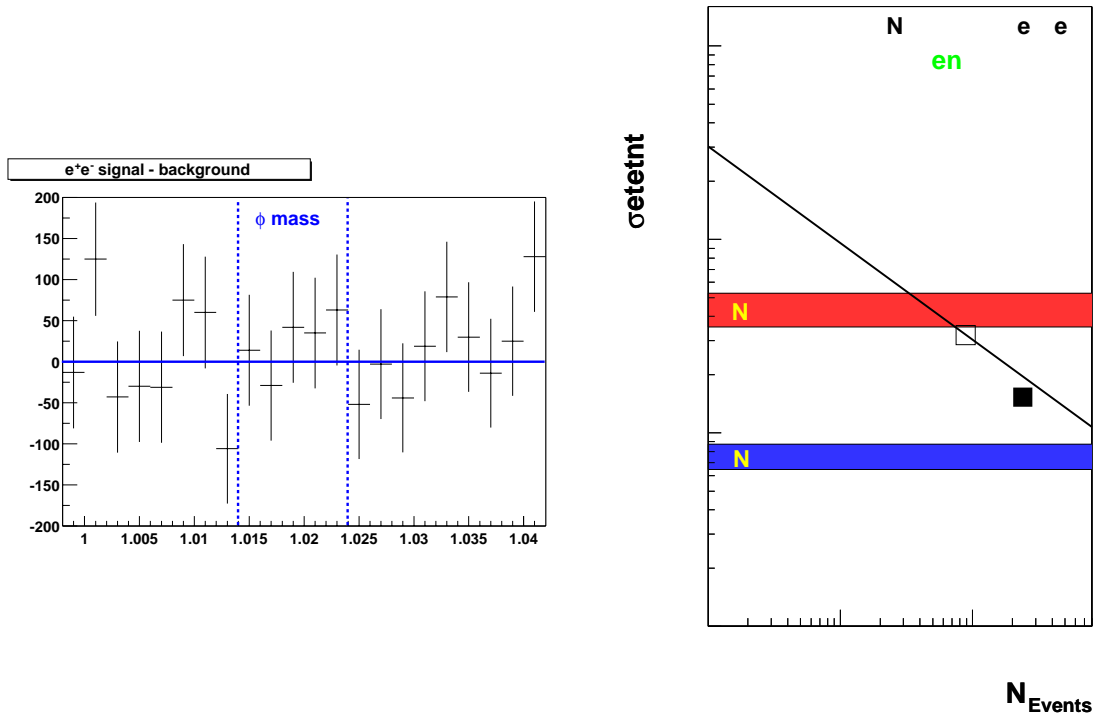 e⁺e⁻ signal - background
200
150
100
50
0
-50
-100
-150
-200
φ mass
1 1.005 1.01 1.015 1.02 1.025 1.03 1.035 1.04
N e e
en
σetetnt
N
N
N_Events